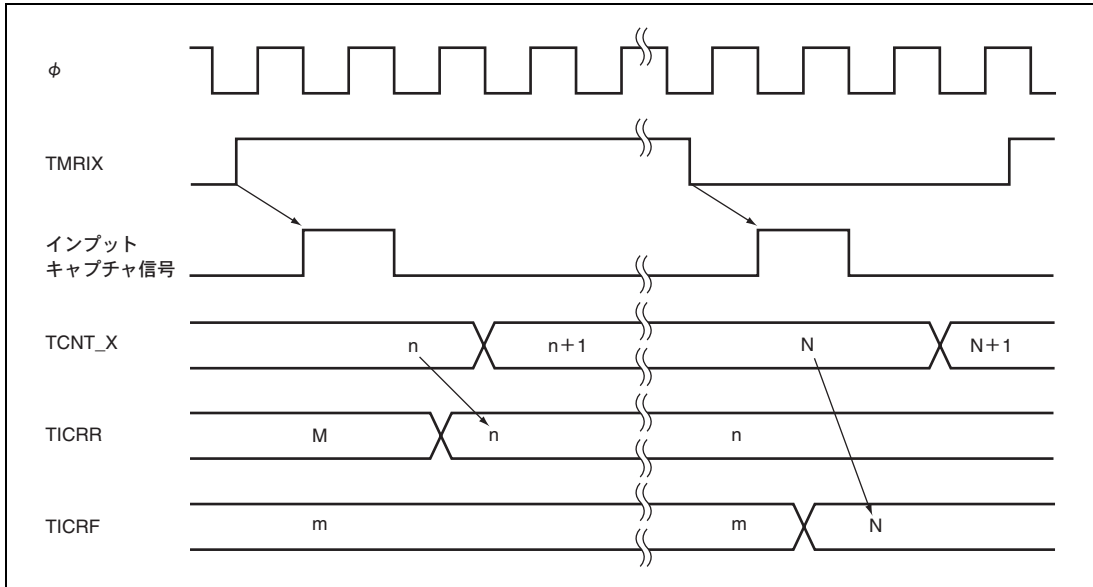 φ
TMRIX
インプット
キャプチャ信号
TCNT_X n n＋1 N N＋1
TICRR M n n
TICRF m m N